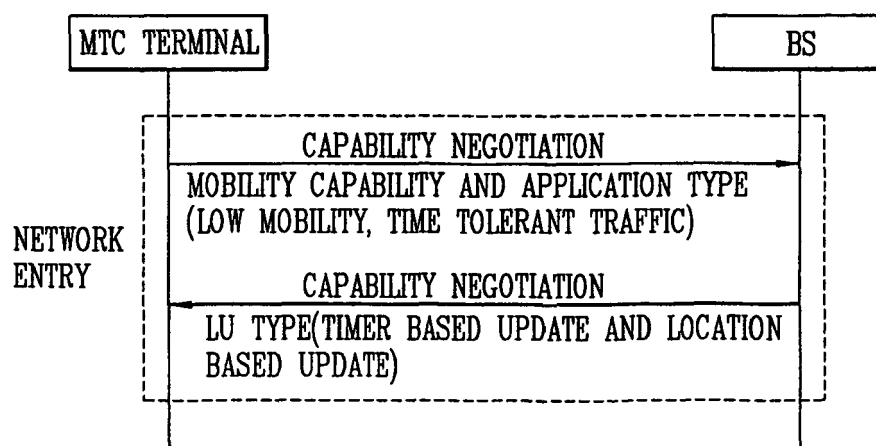 MTC TERMINAL
BS
CAPABILITY NEGOTIATION
MOBILITY CAPABILITY AND APPLICATION TYPE
(LOW MOBILITY, TIME TOLERANT TRAFFIC)
NETWORK
ENTRY
CAPABILITY NEGOTIATION
LU TYPE(TIMER BASED UPDATE AND LOCATION
BASED UPDATE)